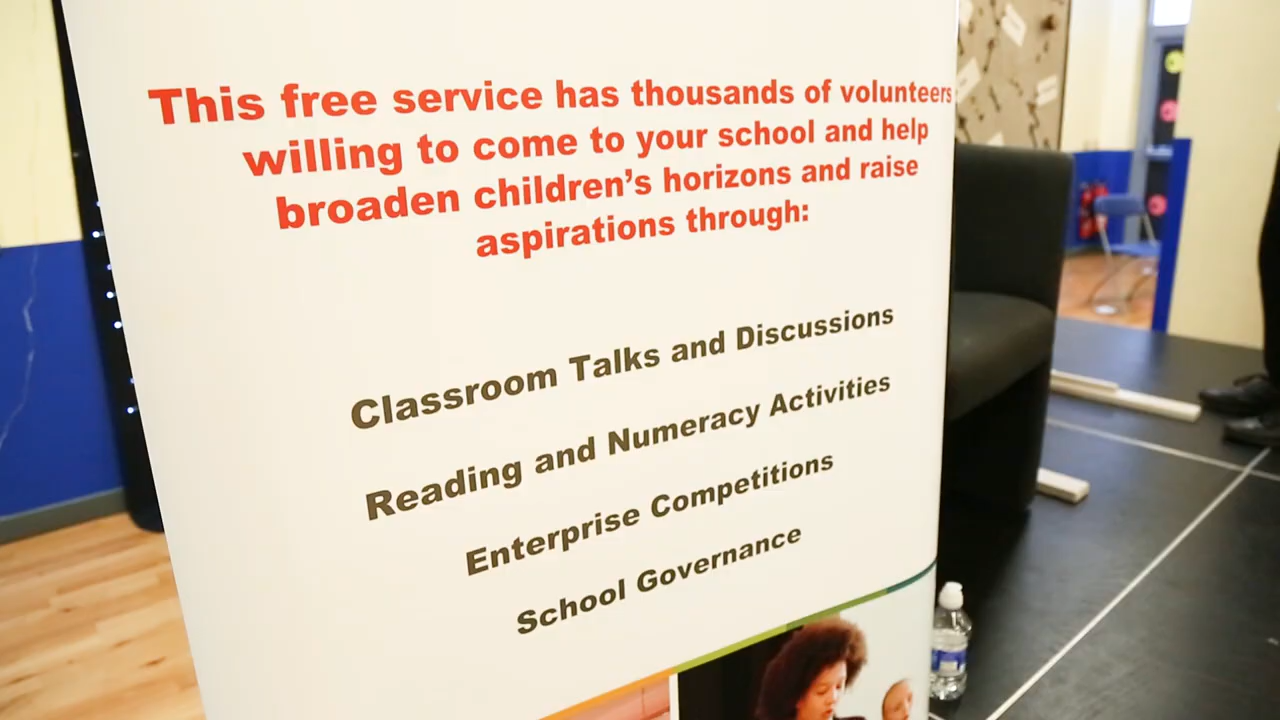 This free service has thousands of volunteers
willing to come to your school and help
broaden children's horizons and raise
aspirations through:
Classroom Talks and Discussions
Reading and Numeracy Activities
Enterprise Competitions
School Governance